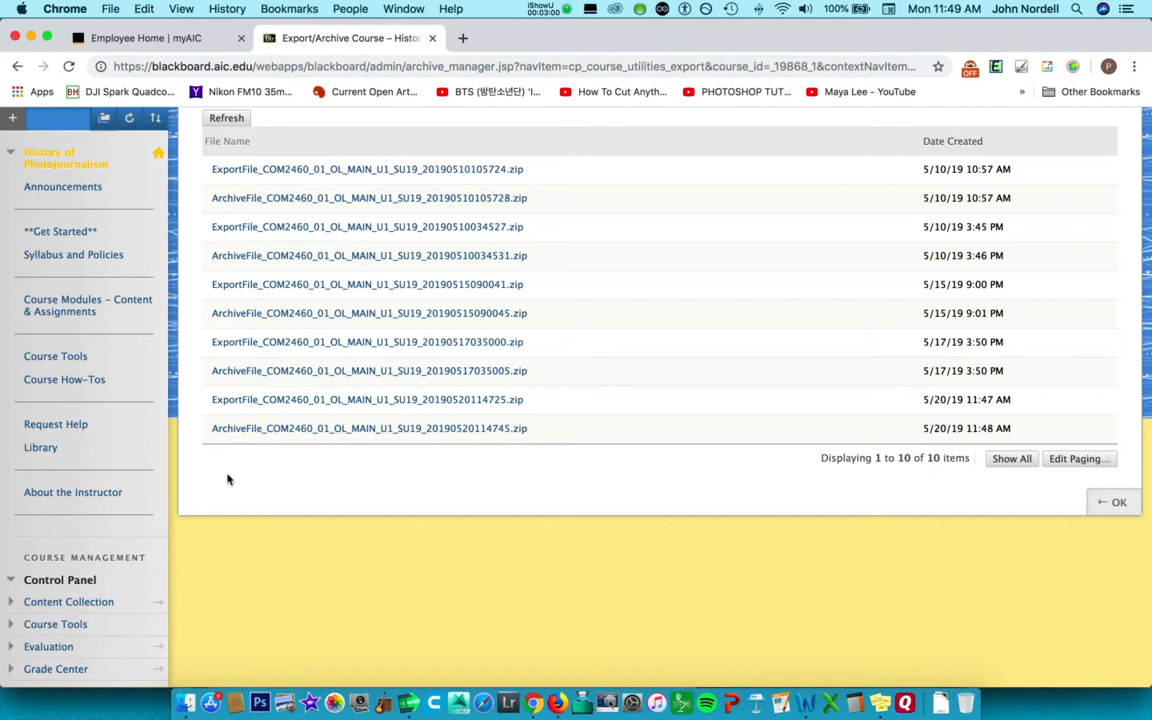 Chrome File Edit View History Bookmarks People Window Help
iShowU
00:03:00
100%
Mon 11:49 AM John Nordell
Employee Home | myAIC
Export/Archive Course – Histor
https://blackboard.aic.edu/webapps/blackboard/admin/archive_manager.jsp?navItem=cp_course_utilities_export&course_id=_19868_1&contextNavItem...
Apps DJI Spark Quadco... Nikon FM10 35m... Current Open Art... BTS (방탄소년단) 'I... How To Cut Anyth... PHOTOSHOP TUT... Maya Lee - YouTube » Other Bookmarks
Refresh
File Name Date Created
ExportFile_COM2460_01_OL_MAIN_U1_SU19_20190510105724.zip 5/10/19 10:57 AM
ArchiveFile_COM2460_01_OL_MAIN_U1_SU19_20190510105728.zip 5/10/19 10:57 AM
ExportFile_COM2460_01_OL_MAIN_U1_SU19_20190510034527.zip 5/10/19 3:45 PM
ArchiveFile_COM2460_01_OL_MAIN_U1_SU19_20190510034531.zip 5/10/19 3:46 PM
ExportFile_COM2460_01_OL_MAIN_U1_SU19_20190515090041.zip 5/15/19 9:00 PM
ArchiveFile_COM2460_01_OL_MAIN_U1_SU19_20190515090045.zip 5/15/19 9:01 PM
ExportFile_COM2460_01_OL_MAIN_U1_SU19_20190517035000.zip 5/17/19 3:50 PM
ArchiveFile_COM2460_01_OL_MAIN_U1_SU19_20190517035005.zip 5/17/19 3:50 PM
ExportFile_COM2460_01_OL_MAIN_U1_SU19_20190520114725.zip 5/20/19 11:47 AM
ArchiveFile_COM2460_01_OL_MAIN_U1_SU19_20190520114745.zip 5/20/19 11:48 AM
Displaying 1 to 10 of 10 items Show All Edit Paging...
← OK
History of
Photojournalism
Announcements
**Get Started**
Syllabus and Policies
Course Modules - Content
& Assignments
Course Tools
Course How-Tos
Request Help
Library
About the Instructor
COURSE MANAGEMENT
Control Panel
Content Collection
Course Tools
Evaluation
Grade Center